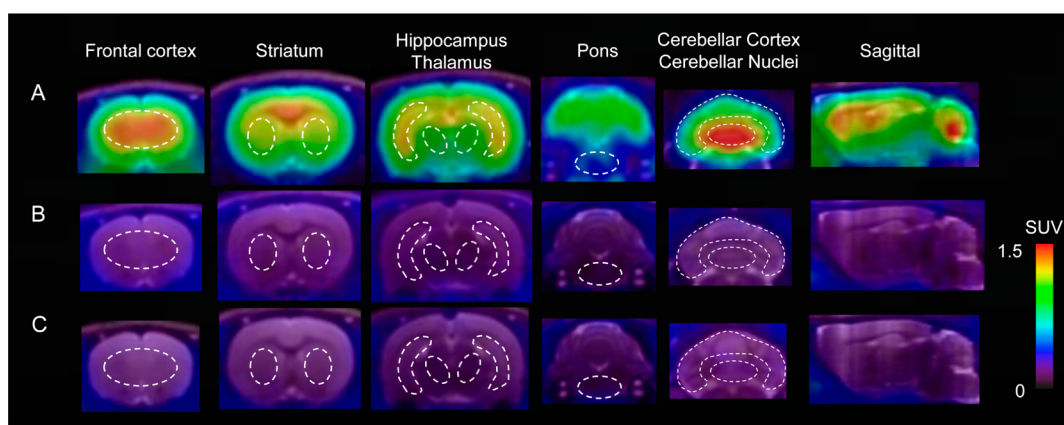 Frontal cortex
Striatum
Hippocampus
Thalamus
Pons
Cerebellar Cortex
Cerebellar Nuclei
Sagittal
A
B
C
SUV
1.5
0